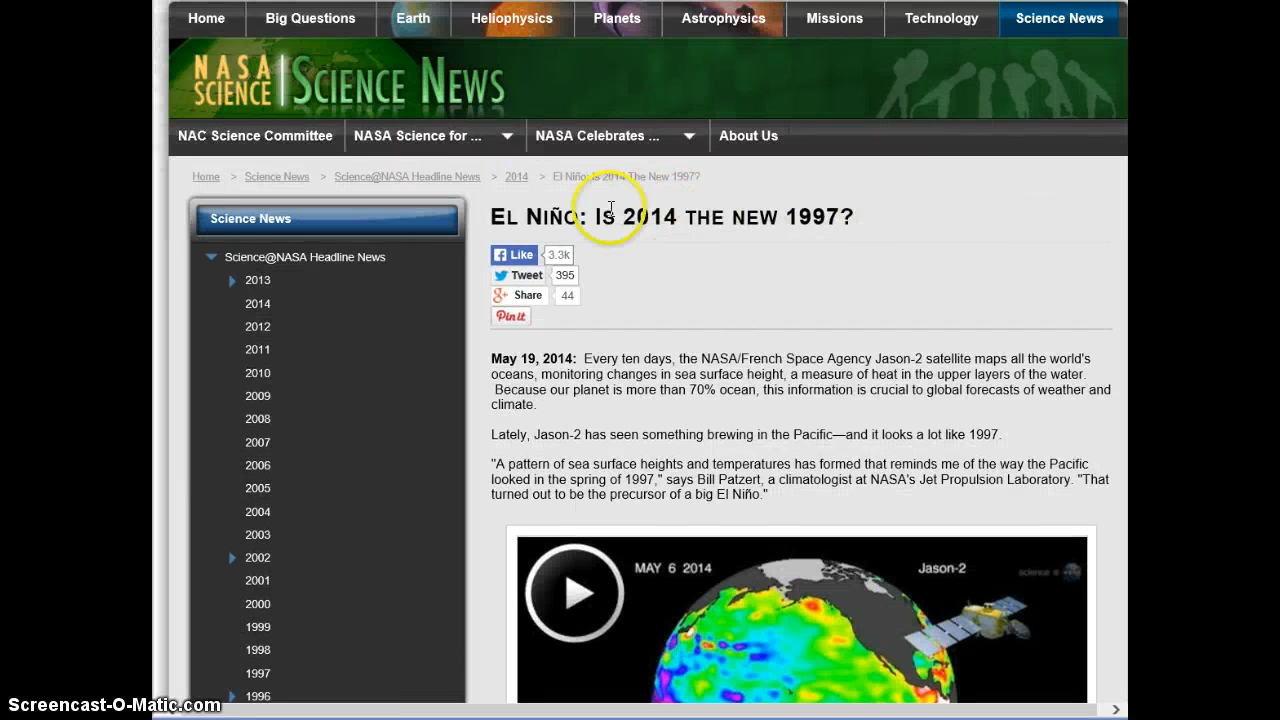 Home Big Questions Earth Heliophysics Planets Astrophysics Missions Technology Science News
NASA SCIENCE | SCIENCE NEWS
NAC Science Committee NASA Science for ... NASA Celebrates ... About Us
Home > Science News > Science@NASA Headline News > 2014 > El Niño: Is 2014 The New 1997?
Science News
Science@NASA Headline News
2013
2014
2012
2011
2010
2009
2008
2007
2006
2005
2004
2003
2002
2001
2000
1999
1998
1997
1996
EL NIÑO: IS 2014 THE NEW 1997?
Like 3.3k
Tweet 395
Share 44
Pin it
May 19, 2014: Every ten days, the NASA/French Space Agency Jason-2 satellite maps all the world's
oceans, monitoring changes in sea surface height, a measure of heat in the upper layers of the water.
Because our planet is more than 70% ocean, this information is crucial to global forecasts of weather and
climate.
Lately, Jason-2 has seen something brewing in the Pacific—and it looks a lot like 1997.
"A pattern of sea surface heights and temperatures has formed that reminds me of the way the Pacific
looked in the spring of 1997," says Bill Patzert, a climatologist at NASA's Jet Propulsion Laboratory. "That
turned out to be the precursor of a big El Niño."
MAY 6 2014 Jason-2 science @
Screencast-O-Matic.com